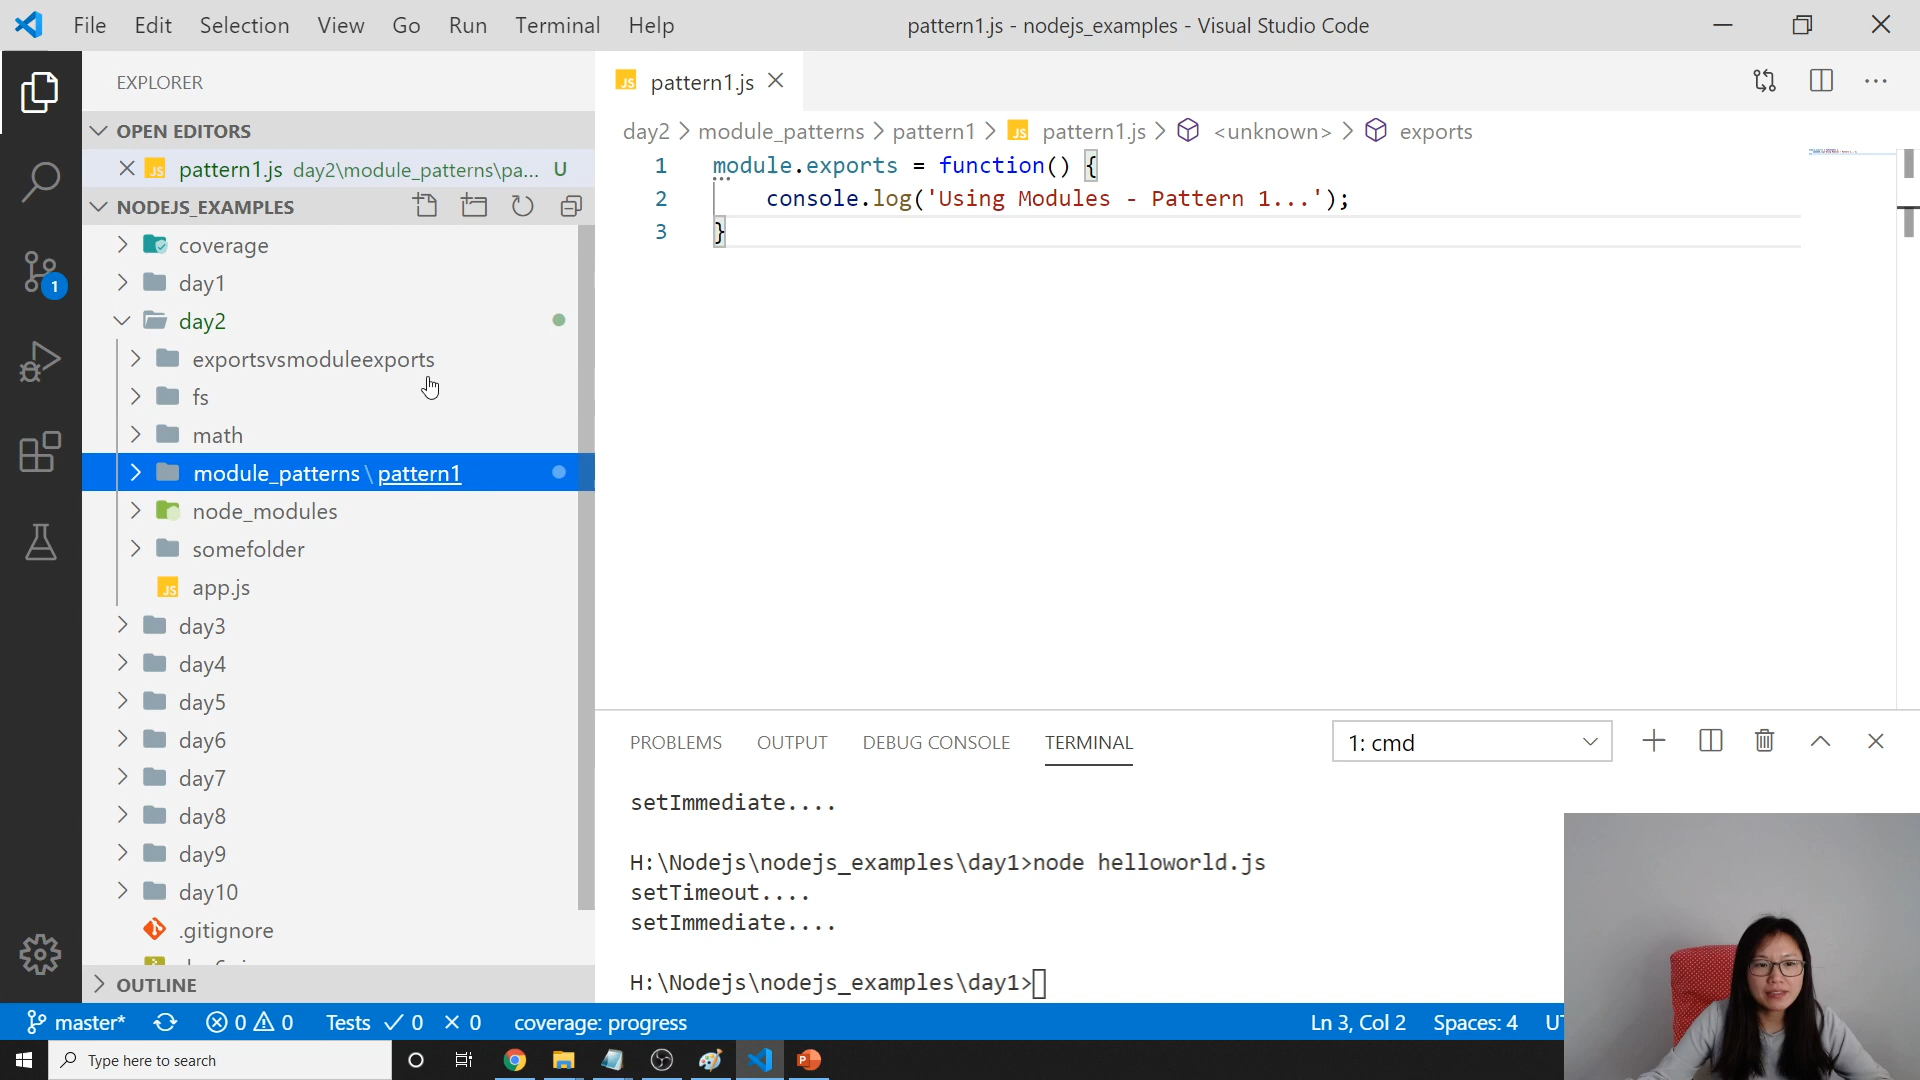 File Edit Selection View Go Run Terminal Help
pattern1.js - nodejs_examples - Visual Studio Code
EXPLORER
OPEN EDITORS
pattern1.js day2\module_patterns\pa... U
NODEJS_EXAMPLES
coverage
day1
day2
exportsvsmoduleexports
fs
math
module_patterns \ pattern1
node_modules
somefolder
app.js
day3
day4
day5
day6
day7
day8
day9
day10
.gitignore
OUTLINE
pattern1.js
day2 > module_patterns > pattern1 > pattern1.js > <unknown> > exports
1 module.exports = function() {
2 console.log('Using Modules - Pattern 1...');
3 }
PROBLEMS OUTPUT DEBUG CONSOLE TERMINAL
1: cmd
setImmediate....
H:\Nodejs\nodejs_examples\day1>node helloworld.js
setTimeout....
setImmediate....
H:\Nodejs\nodejs_examples\day1>
1
master* 0 0 Tests ✓ 0 × 0 coverage: progress
Ln 3, Col 2 Spaces: 4
Type here to search